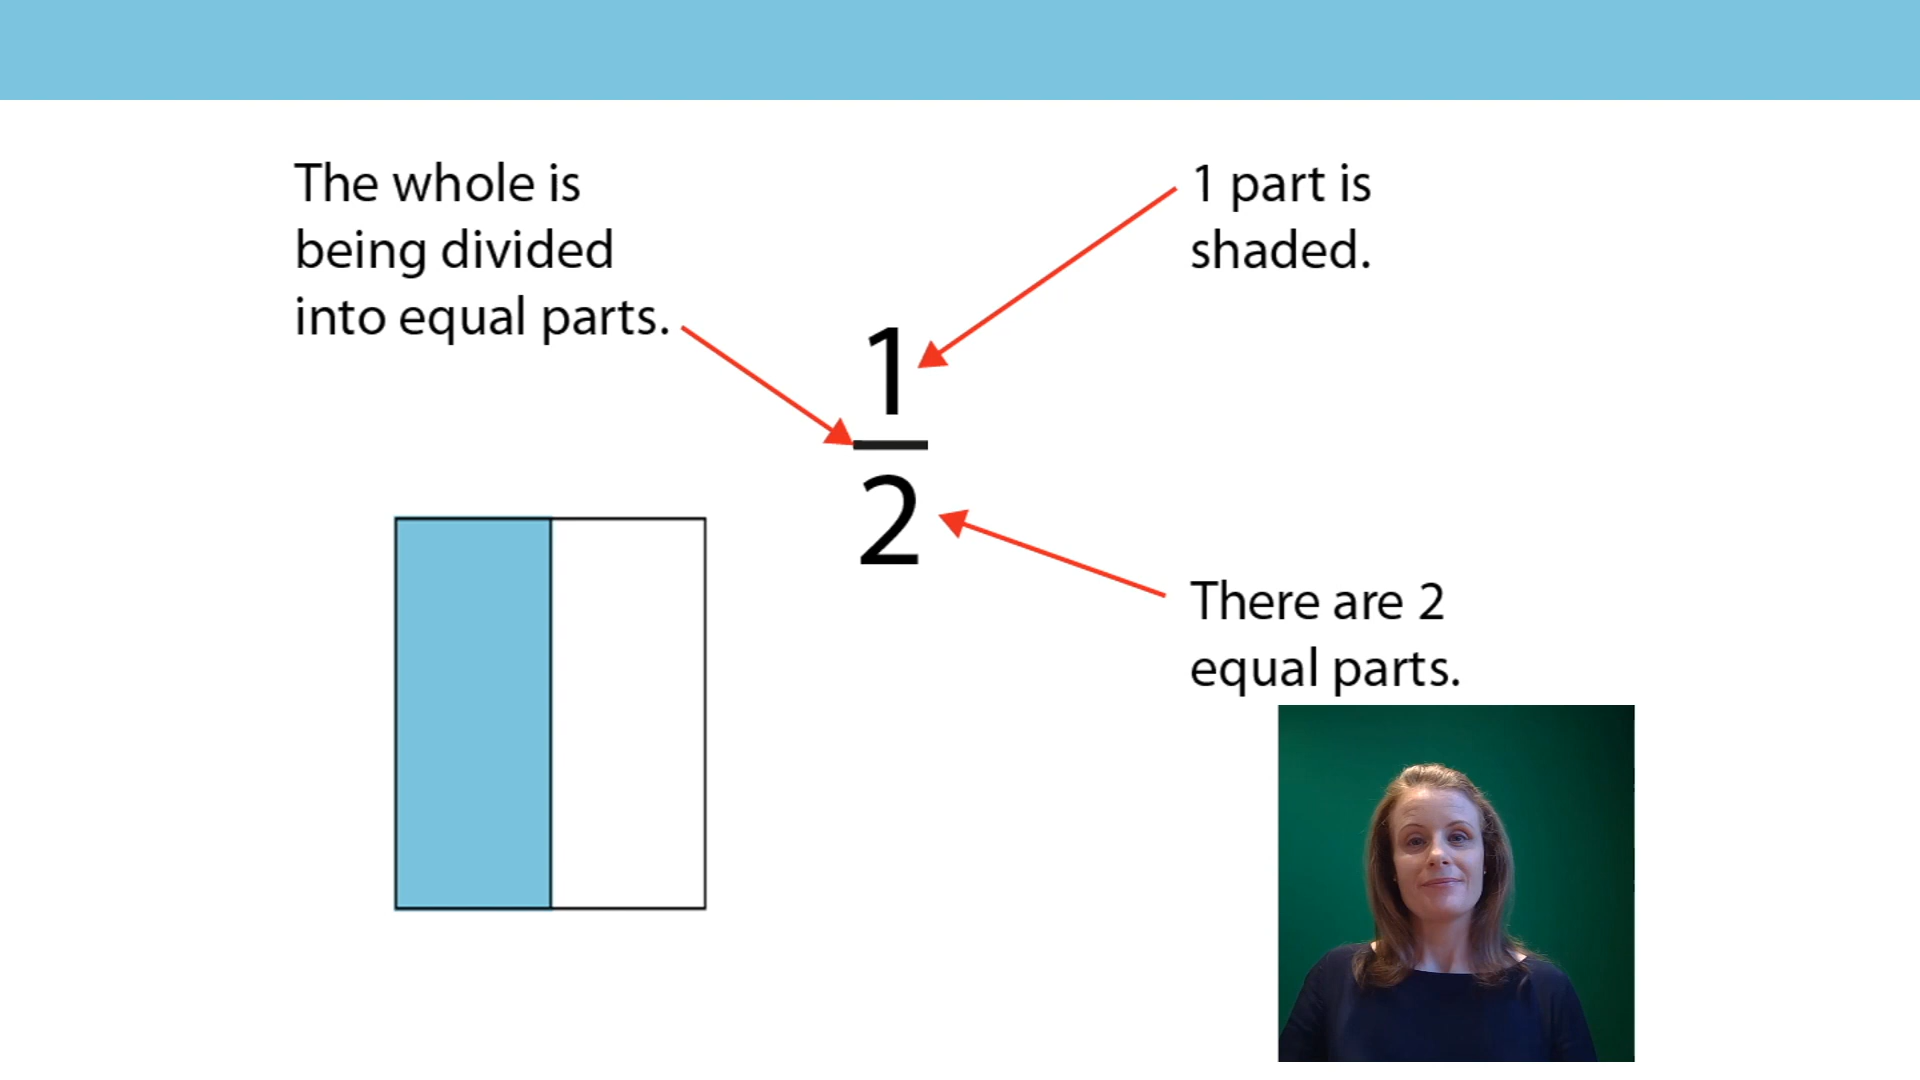 The whole is
being divided
into equal parts.
1 part is
shaded.
1
2
There are 2
equal parts.